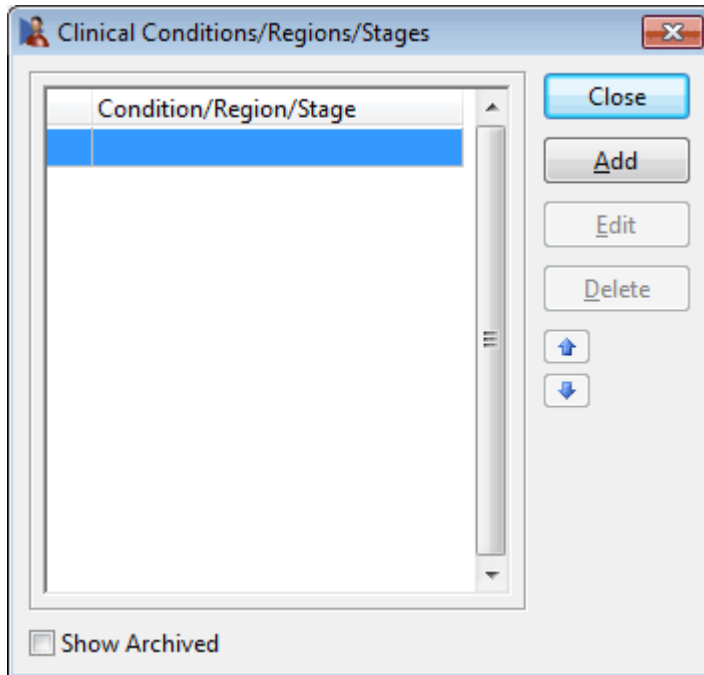 Clinical Conditions/Regions/Stages
Condition/Region/Stage
Close
Add
Edit
Delete
Show Archived